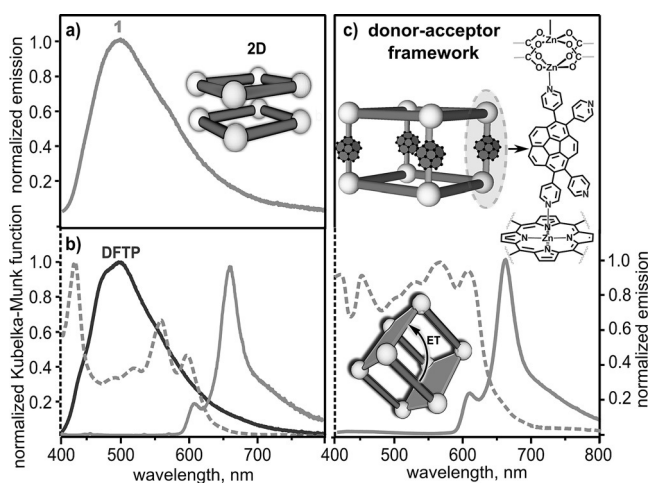 a)
1
2D
normalized emission
1.0
0.8
0.6
0.4
0.2
b)
DFTP
normalized Kubelka-Munk function
1.0
0.8
0.6
0.4
0.2
400 500 600 700
wavelength, nm
c) donor-acceptor
framework
Zn
O O O O
C C
O O O O
Zn
N
N
N
N
N
N
N Zn N
N
ET
1.0
0.8
0.6
0.4
0.2
normalized emission
400 500 600 700 800
wavelength, nm